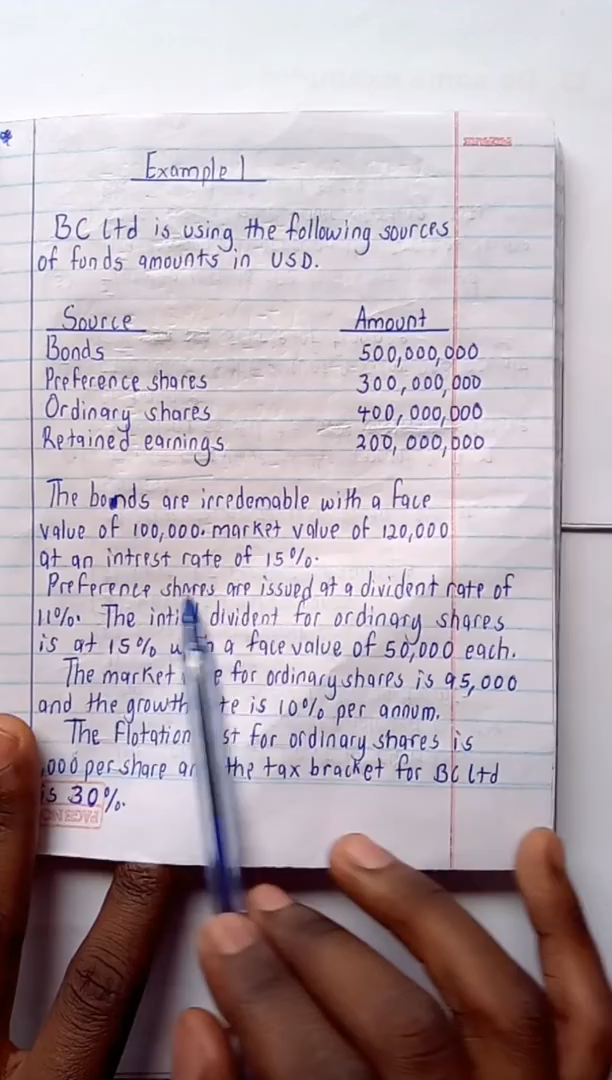 Example 1
BC Ltd is using the following sources
of funds amounts in USD.
Source Amount
Bonds 500,000,000
Preference shares 300,000,000
Ordinary shares 400,000,000
Retained earnings 200,000,000
The bonds are irredemable with a face
value of 100,000. market value of 120,000
at an intrest rate of 15%.
Preference shares are issued at a divident rate of
11%. The divident for ordinary shares
is at 15% a face value of 50,000 each.
The market for ordinary shares is 95,000
and the growth is 10% per annum.
The Flotation for ordinary shares is
,000 per share the tax bracket for BC Ltd
is 30%.
PAGE NO